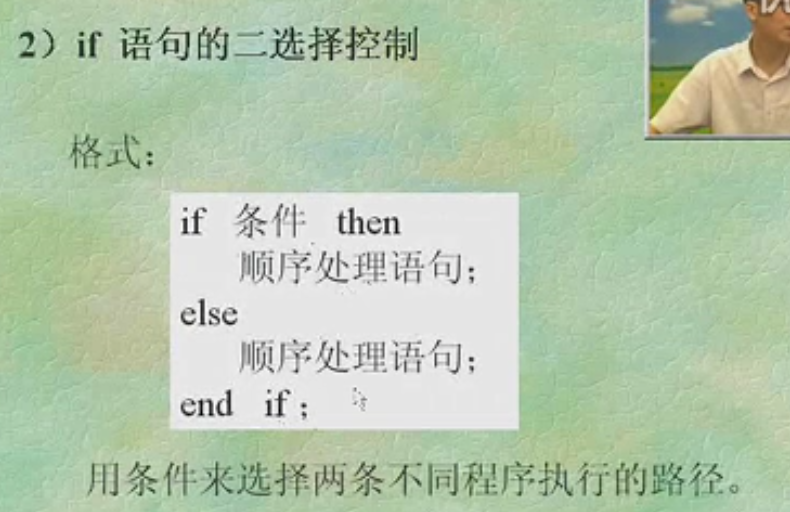 2）if 语句的二选择控制
格式：
if 条件 then
顺序处理语句；
else
顺序处理语句；
end if；
用条件来选择两条不同程序执行的路径。